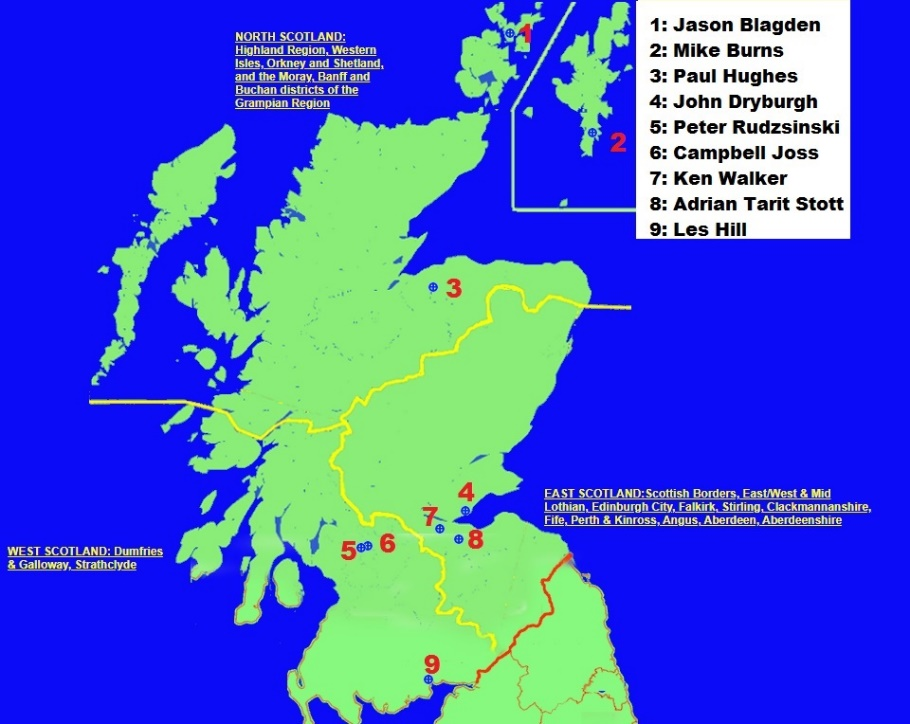 NORTH SCOTLAND:
Highland Region, Western
Isles, Orkney and Shetland,
and the Moray, Banff and
Buchan districts of the
Grampian Region
1: Jason Blagden
2: Mike Burns
3: Paul Hughes
4: John Dryburgh
5: Peter Rudzsinski
6: Campbell Joss
7: Ken Walker
8: Adrian Tarit Stott
9: Les Hill
1
2
3
4
EAST SCOTLAND:Scottish Borders, East/West & Mid
Lothian, Edinburgh City, Falkirk, Stirling, Clackmannanshire,
Fife, Perth & Kinross, Angus, Aberdeen, Aberdeenshire
7
8
5
6
WEST SCOTLAND: Dumfries
& Galloway, Strathclyde
9